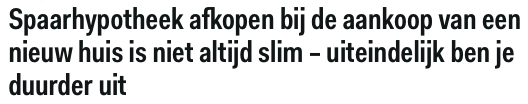 Spaarhypotheek afkopen bij de aankoop van een
nieuw huis is niet altijd slim – uiteindelijk ben je
duurder uit